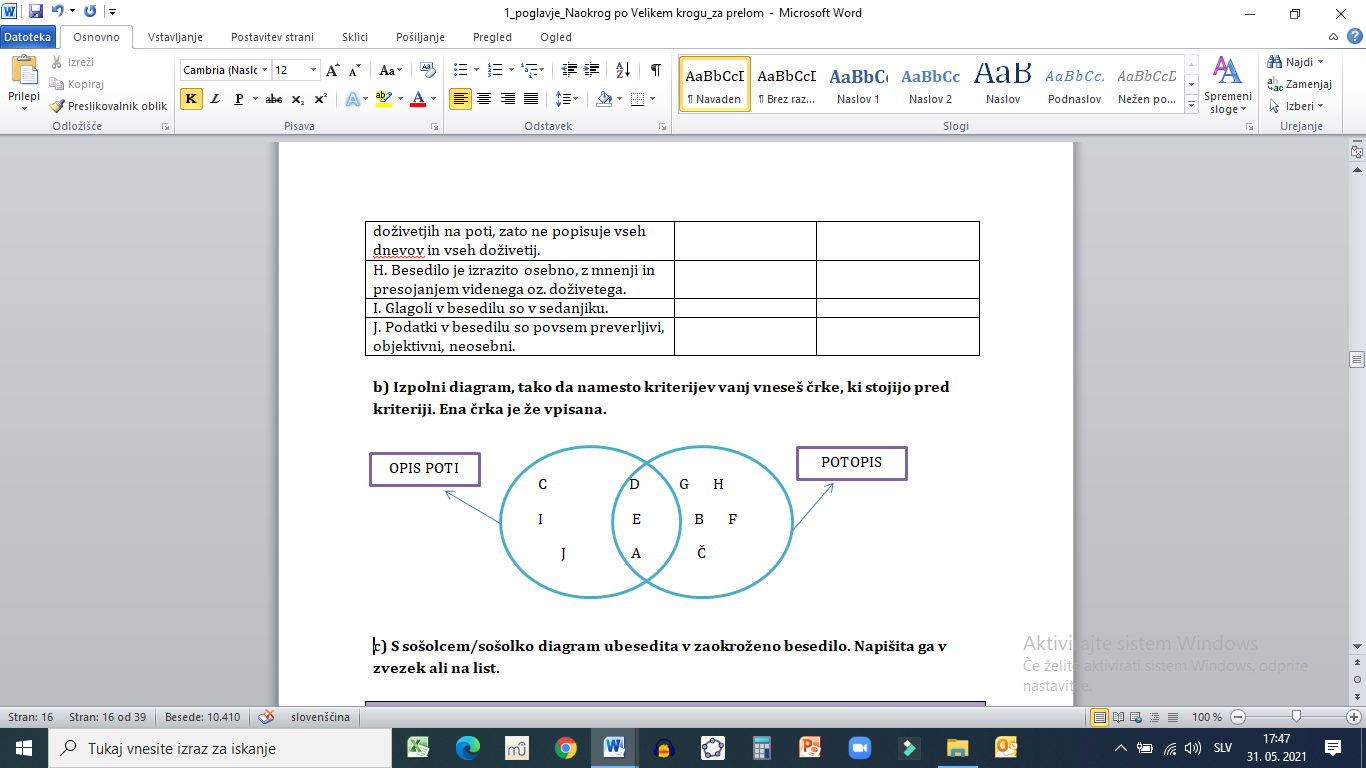 1_poglavje_Naokrog po Velikem krogu_za prelom - Microsoft Word
Datoteka Osnovno Vstavljanje Postavitev strani Sklici Pošiljanje Pregled Ogled
Prilepi
Izreži
Kopiraj
Preslikovalnik oblik
Odložišče
Cambria (Naslo 12
K L P abc x₂ x²
Pisava
Odstavek
AaBbCcI AaBbCcI AaBbC AaBbCc AaB AaBbCc. AaBbCcD
¶ Navaden ¶ Brez raz... Naslov 1 Naslov 2 Naslov Podnaslov Nežen po...
Slogi
Spremeni
sloge
Najdi
Zamenjaj
Izberi
Urejanje
doživetjih na poti, zato ne popisuje vseh
dnevov in vseh doživetij.
H. Besedilo je izrazito osebno, z mnenji in
presojanjem videnega oz. doživetega.
I. Glagoli v besedilu so v sedanjiku.
J. Podatki v besedilu so povsem preverljivi,
objektivni, neosebni.
b) Izpolni diagram, tako da namesto kriterijev vanj vneseš črke, ki stojijo pred
kriteriji. Ena črka je že vpisana.
OPIS POTI
POTOPIS
C D G H
I E B F
J A Č
c) S sošolcem/sošolko diagram ubesedita v zaokroženo besedilo. Napišita ga v
zvezek ali na list.
Aktivirajte sistem Windows
Če želite aktivirati sistem Windows, odprite
nastavitve.
Stran: 16 Stran: 16 od 39 Besede: 10.410 slovenščina 100 %
Tukaj vnesite izraz za iskanje
SLV
17:47
31. 05. 2021